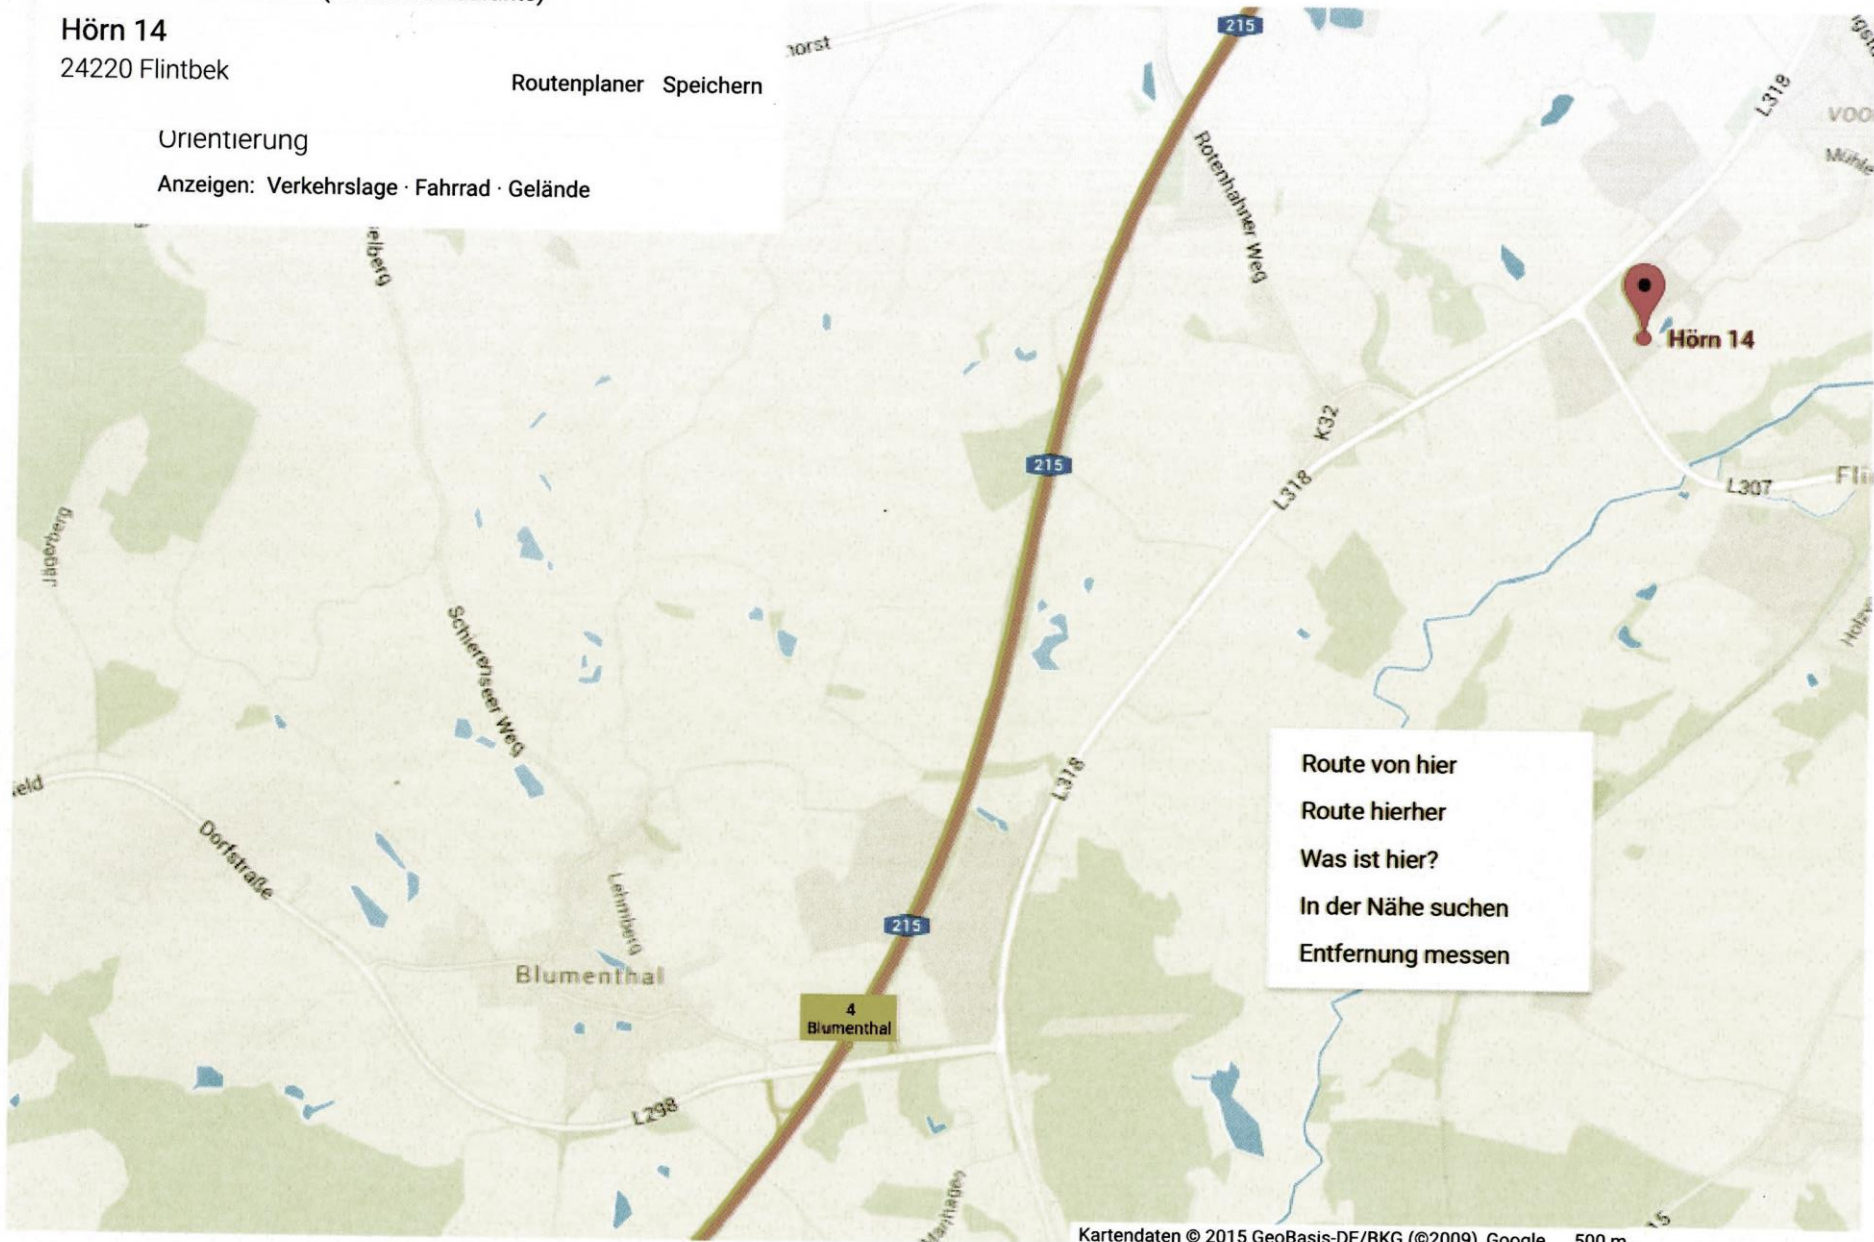 Hörn 14
24220 Flintbek
Routenplaner Speichern
Orientierung
Anzeigen: Verkehrslage · Fahrrad · Gelände
215
L318
Rotenhahner Weg
Hörn 14
K32
215
L318
L307
Jägerberg
Schierenseer Weg
L318
Route von hier
Route hierher
Was ist hier?
In der Nähe suchen
Entfernung messen
Dorfstraße
Lehmberg
215
Blumenthal
4
Blumenthal
L298
Kartendaten © 2015 GeoBasis-DE/BKG (©2009), Google 500 m